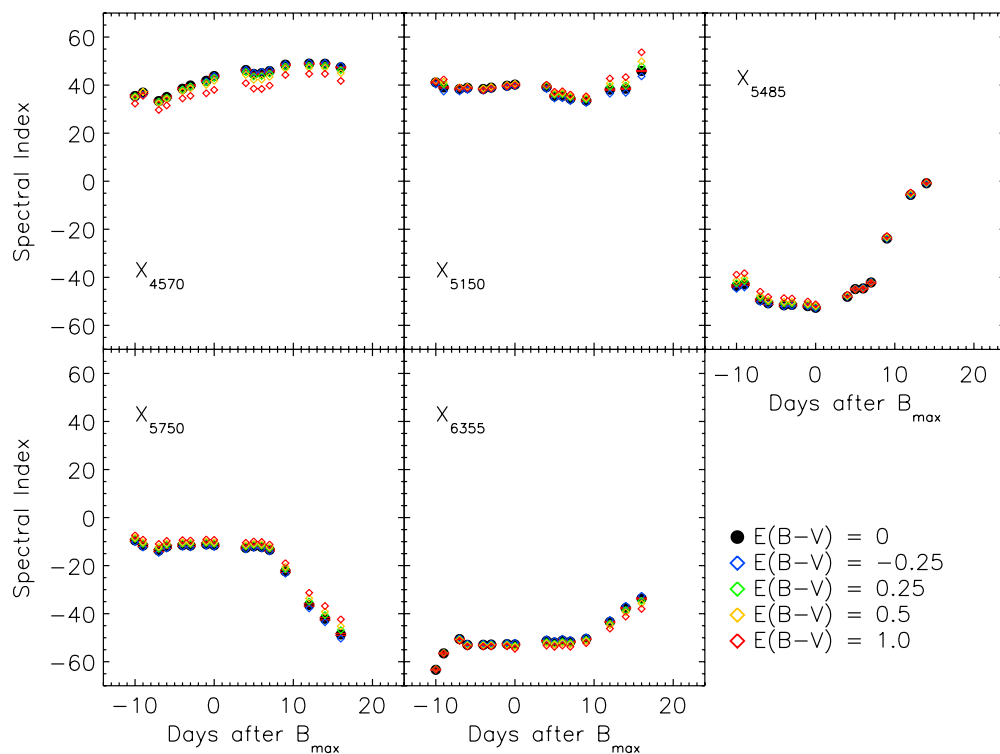 60
40
20
0
−20
−40
−60
Spectral Index
X4570
X5150
X5485
−10 0 20
Days after Bmax
60
40
20
0
−20
−40
−60
Spectral Index
X5750
X6355
−10 0 10 20
Days after Bmax
−10 0 10 20
Days after Bmax
E(B−V) = 0
E(B−V) = −0.25
E(B−V) = 0.25
E(B−V) = 0.5
E(B−V) = 1.0